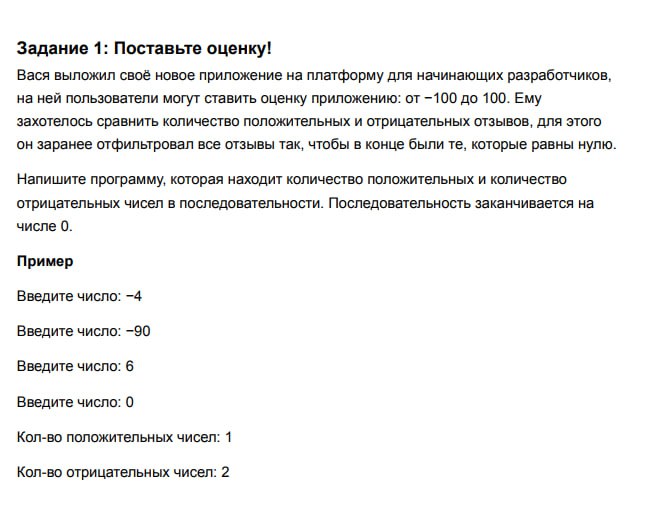 Задание 1: Поставьте оценку!
Вася выложил своё новое приложение на платформу для начинающих разработчиков,
на ней пользователи могут ставить оценку приложению: от −100 до 100. Ему
захотелось сравнить количество положительных и отрицательных отзывов, для этого
он заранее отфильтровал все отзывы так, чтобы в конце были те, которые равны нулю.
Напишите программу, которая находит количество положительных и количество
отрицательных чисел в последовательности. Последовательность заканчивается на
числе 0.
Пример
Введите число: −4
Введите число: −90
Введите число: 6
Введите число: 0
Кол-во положительных чисел: 1
Кол-во отрицательных чисел: 2